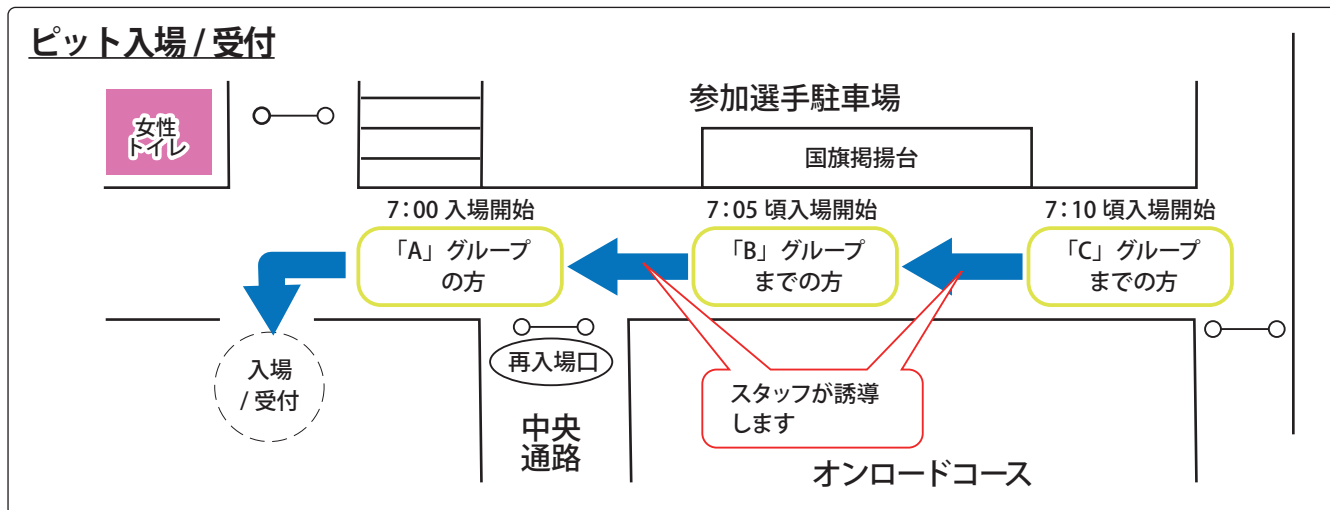 ピット入場 / 受付
女性
トイレ
参加選手駐車場
国旗掲揚台
7：00 入場開始
7：05 頃入場開始
7：10 頃入場開始
「A」グループ
の方
「B」グループ
までの方
「C」グループ
までの方
入場
/ 受付
再入場口
スタッフが誘導
します
中央
通路
オンロードコース